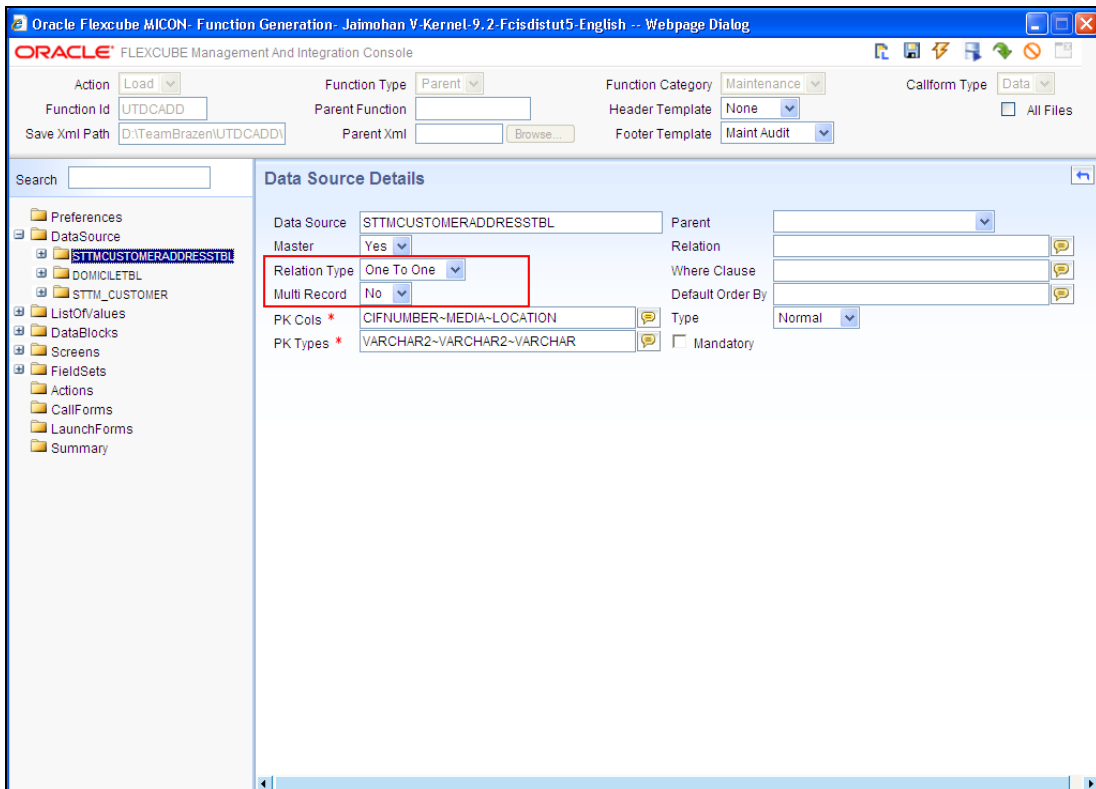 Oracle Flexcube MICON- Function Generation- Jaimohan V-Kernel-9.2-Fcisdistut5-English -- Webpage Dialog
ORACLE FLEXCUBE Management And Integration Console
Action Load Function Type Parent Function Category Maintenance Callform Type Data
Function Id UTDCADD Parent Function Header Template None All Files
Save Xml Path D:\TeamBrazen\UTDCADD\ Parent Xml Browse... Footer Template Maint Audit
Search
Data Source Details
Preferences
DataSource
STTMCUSTOMERADDRESSTBL
DOMICILETBL
STTM_CUSTOMER
ListOfValues
DataBlocks
Screens
FieldSets
Actions
CallForms
LaunchForms
Summary
Data Source STTMCUSTOMERADDRESSTBL Parent
Master Yes Relation
Relation Type One To One Where Clause
Multi Record No Default Order By
PK Cols * CIFNUMBER~MEDIA~LOCATION Type Normal
PK Types * VARCHAR2~VARCHAR2~VARCHAR Mandatory